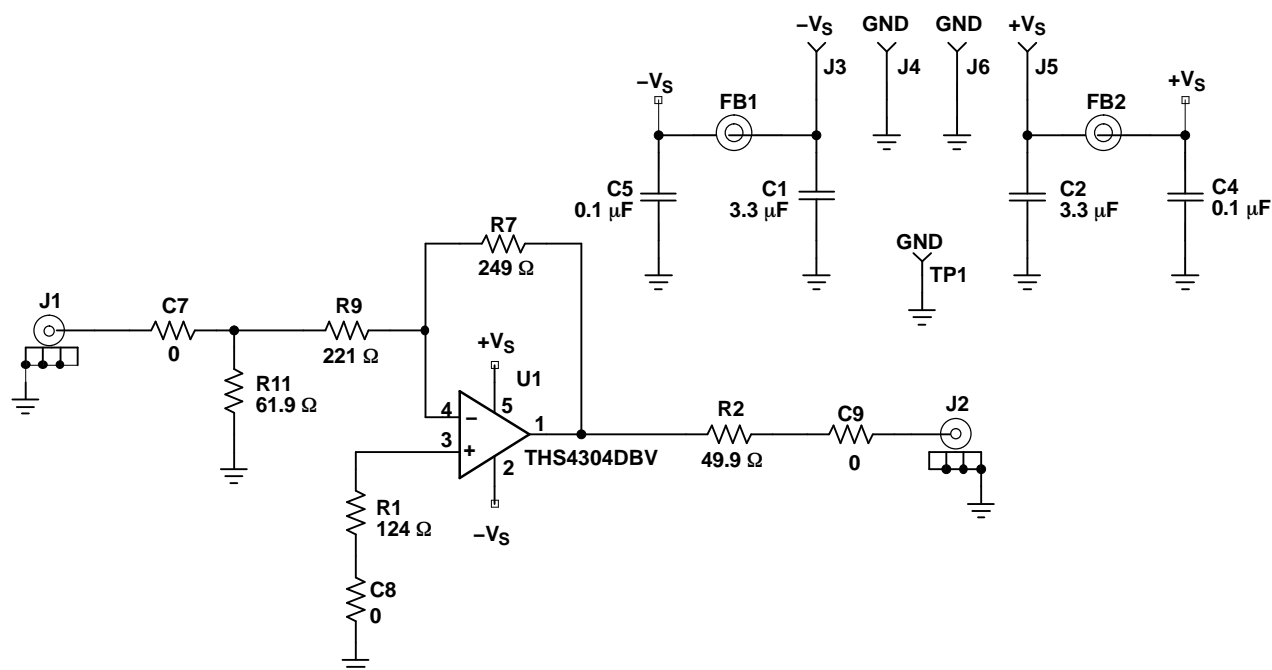 −VS
GND
GND
+VS
J3
J4
J6
J5
−VS
FB1
FB2
+VS
C5
0.1 μF
C1
3.3 μF
C2
3.3 μF
C4
0.1 μF
R7
249 Ω
GND
TP1
J1
C7
0
R9
221 Ω
+VS
U1
R11
61.9 Ω
4
−
5
1
3
+
2
THS4304DBV
R2
49.9 Ω
C9
0
J2
R1
124 Ω
−VS
C8
0